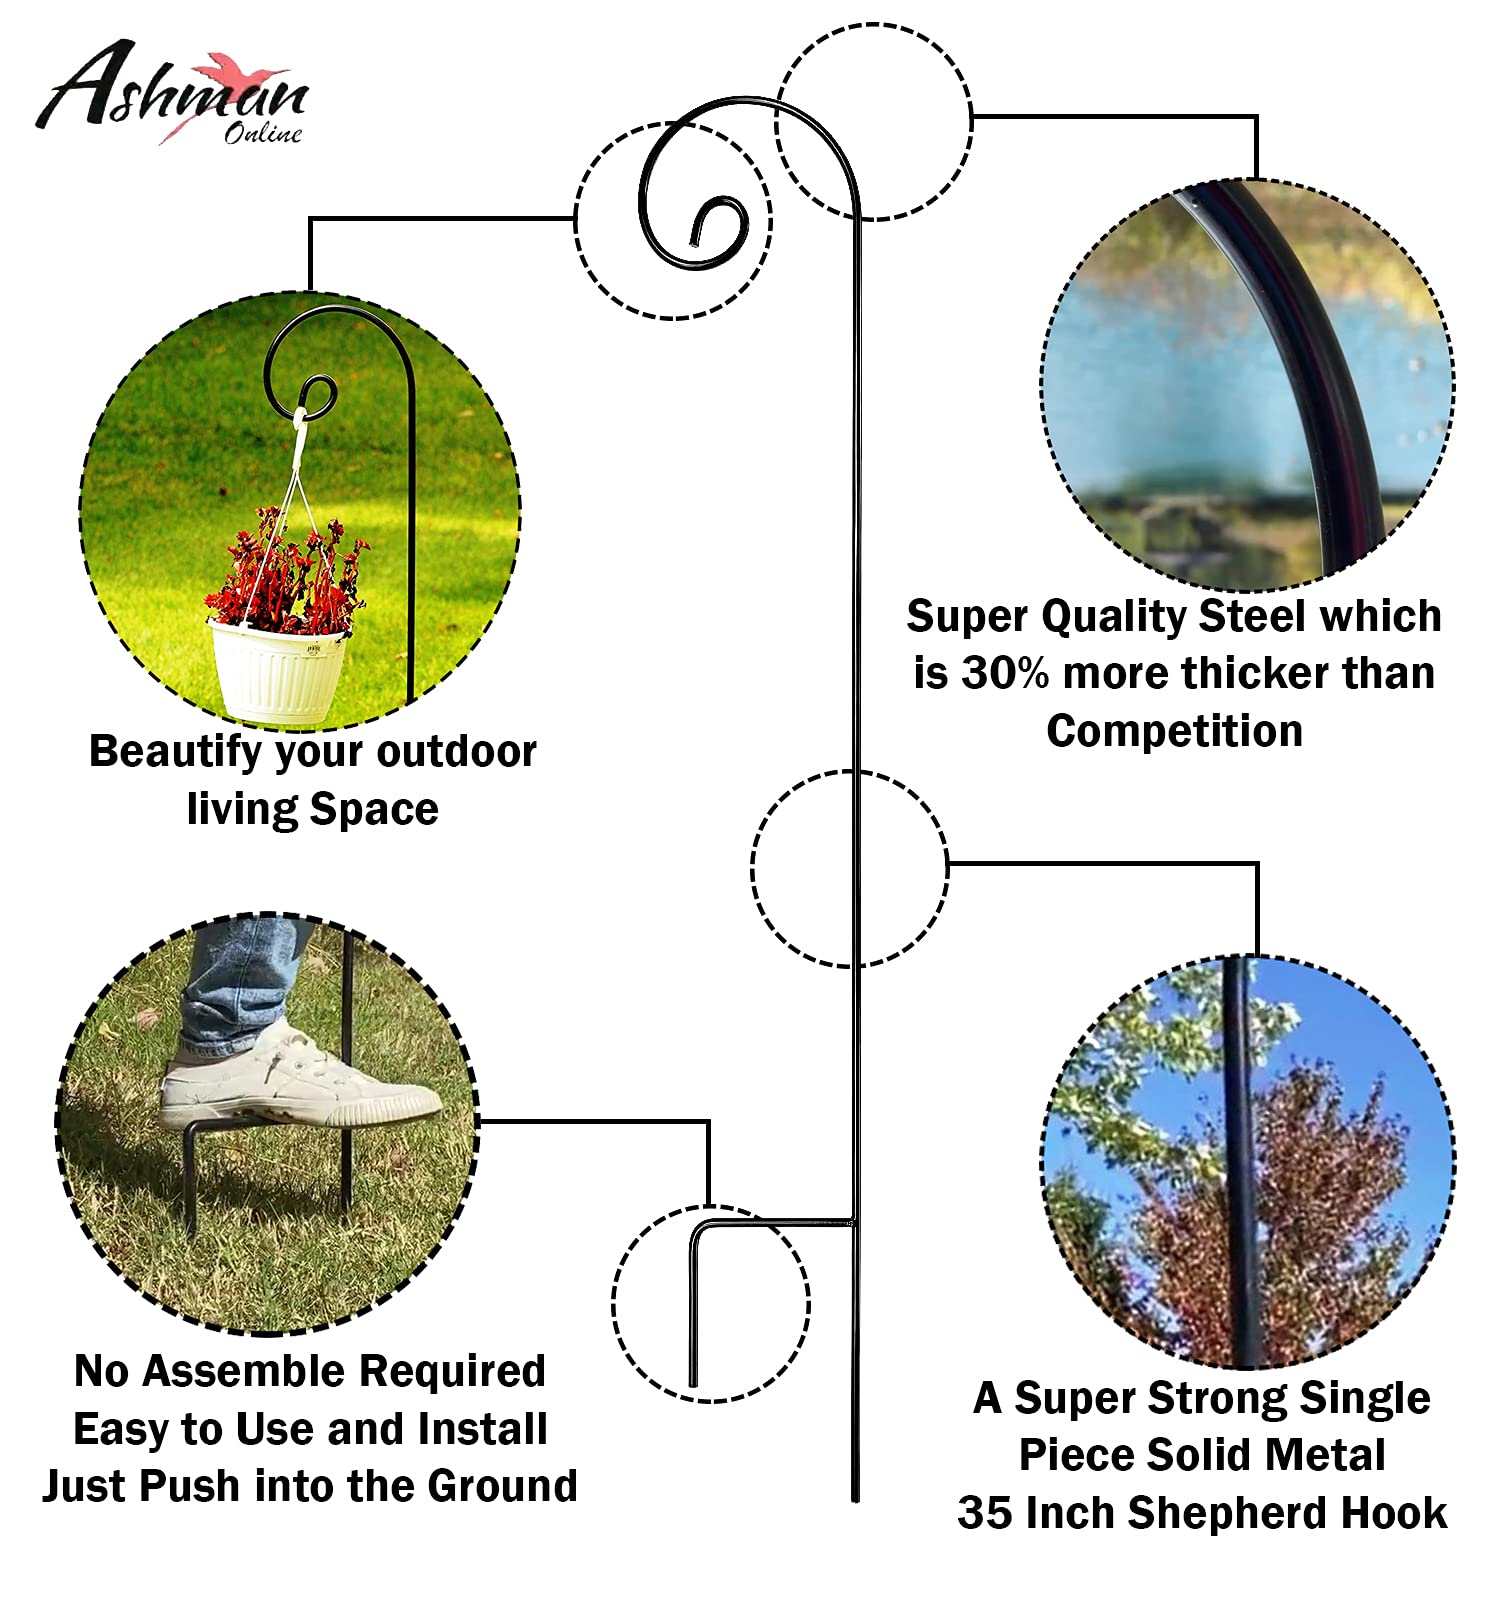 Ashman
Online
Super Quality Steel which
is 30% more thicker than
Competition
Beautify your outdoor
living Space
No Assemble Required
Easy to Use and Install
Just Push into the Ground
A Super Strong Single
Piece Solid Metal
35 Inch Shepherd Hook